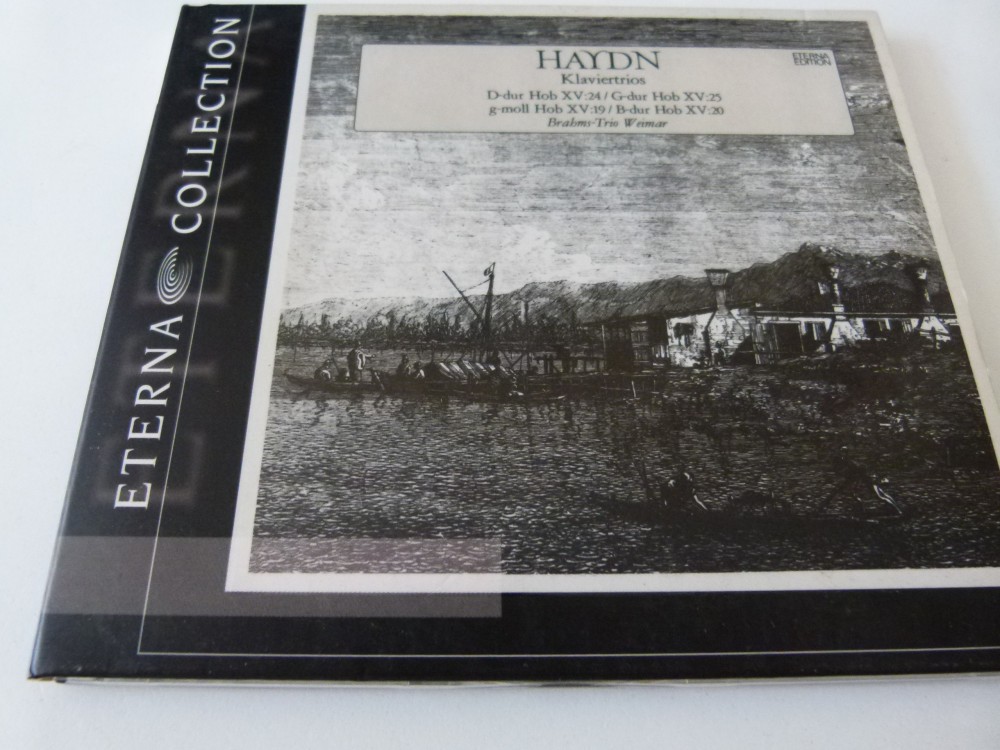 ETERNA COLLECTION
HAYDN
Klaviertrios
D-dur Hob XV:24 / G-dur Hob XV:25
g-moll Hob XV:19 / B-dur Hob XV:20
Brahms-Trio Weimar
ETERNA
EDITION
ETERNA